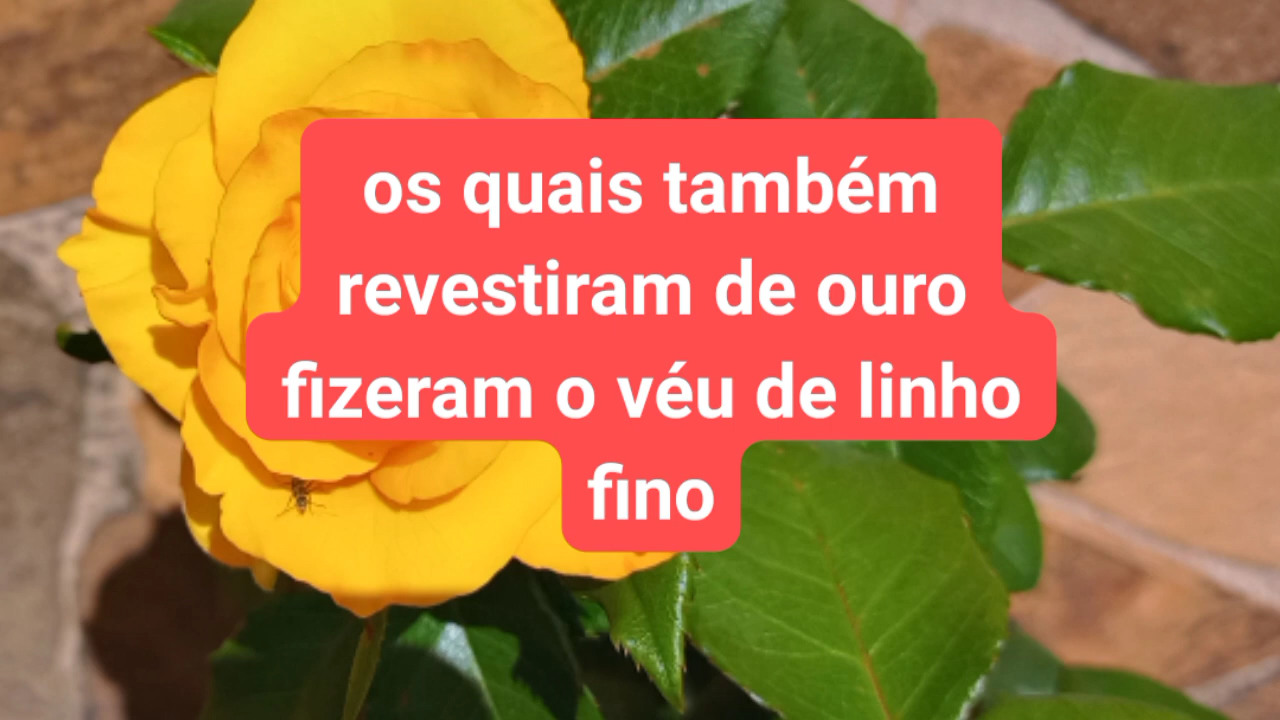 os quais também
revestiram de ouro
fizeram o véu de linho
fino